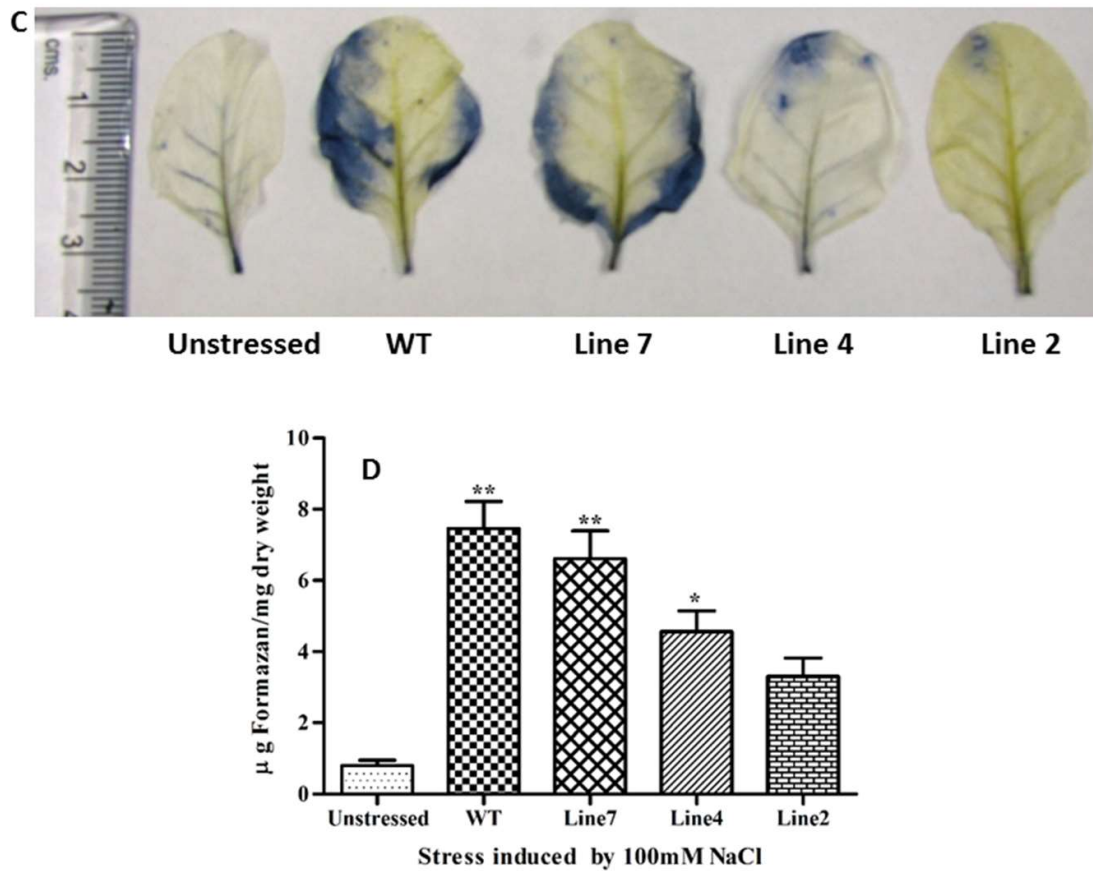 C
cms.
1
2
3
4
Unstressed WT Line 7 Line 4 Line 2
D
10
8
6
4
2
0
** ** *
µ g Formazan/mg dry weight
Unstressed WT Line7 Line4 Line2
Stress induced by 100mM NaCl